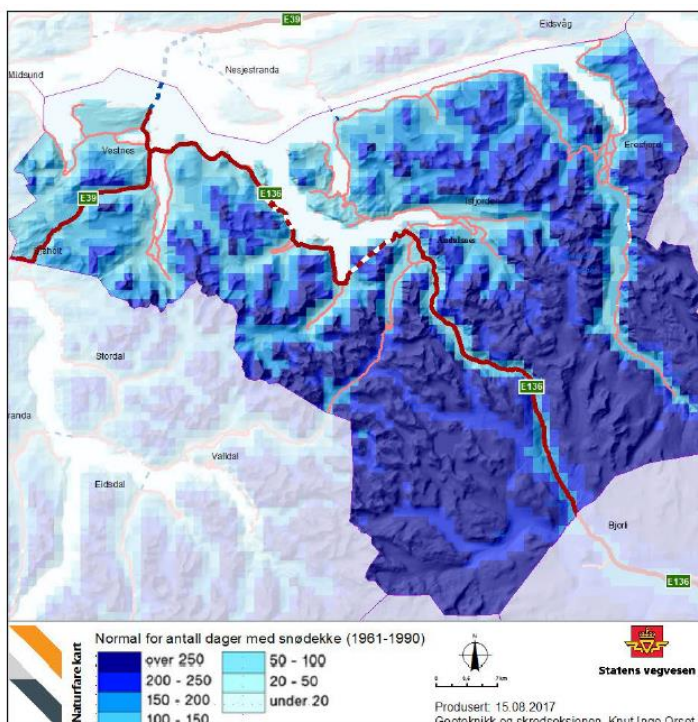 E39
Eidsvåg
Midsund
Nesjestranda
Vestnes
Eresfjord
E136
E39
Isfjorden
Åndalsnes
Stordal
E136
Valldal
Eidsdal
Bjorli
E136
Naturfare kart
Normal for antall dager med snødekke (1961-1990)
over 250
200 - 250
150 - 200
100 - 150
50 - 100
20 - 50
under 20
N
Statens vegvesen
Produsert: 15.08.2017